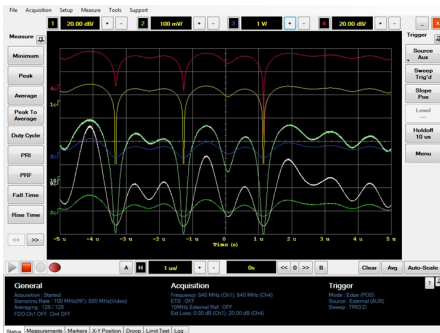 File Acquisition Setup Measure Tools Support
1 20.00 dB/ + - 2 100 mV/ + - 3 1 V/ + - 4 20.00 dB/ + -
Measure
Minimum
Peak
Average
Peak To
Average
Duty Cycle
PRI
PRF
Fall Time
Rise Time
<< >>
Trigger
Source
Aux
Sweep
Trig'd
Slope
Pos
Level
Holdoff
10 us
Menu
-5 u -4 u -3 u -2 u -1 u 0 u 1 u 2 u 3 u 4 u 5 u
Time (s)
A H 1 us/ + - 0s << 0 >> B Clear Avg Auto-Scale
General
Acquisition : Started
Sampling Rate : 100 MHz(RF); 500 MHz(Video)
Averaging : 128 / 128
FDO:Ch1 OFF, Ch4 OFF
Acquisition
Frequency: 840 MHz (Ch1), 840 MHz (Ch4)
ETS : OFF
10MHz External Ref : OFF
Ext Loss: 0.00 dB (Ch1), 20.00 dB (Ch4)
Trigger
Mode : Edge (POS)
Source : External (AUX)
Sweep : TRIG'D
Status Measurements Markers X-Y Position Droop Limit Test Log